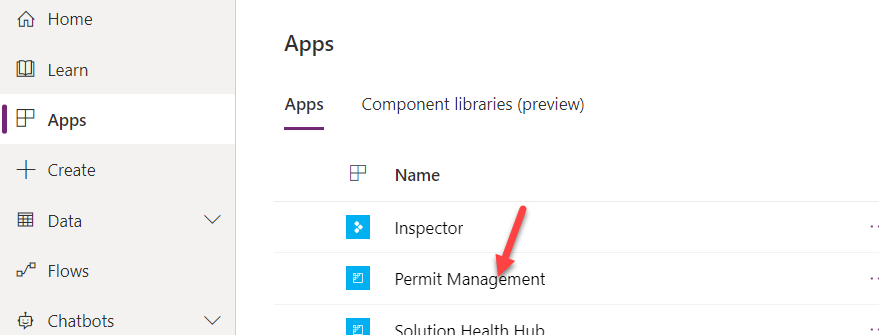 Home
Learn
Apps
Create
Data
Flows
Chatbots
Apps
Apps Component libraries (preview)
Name
Inspector
Permit Management
Solution Health Hub